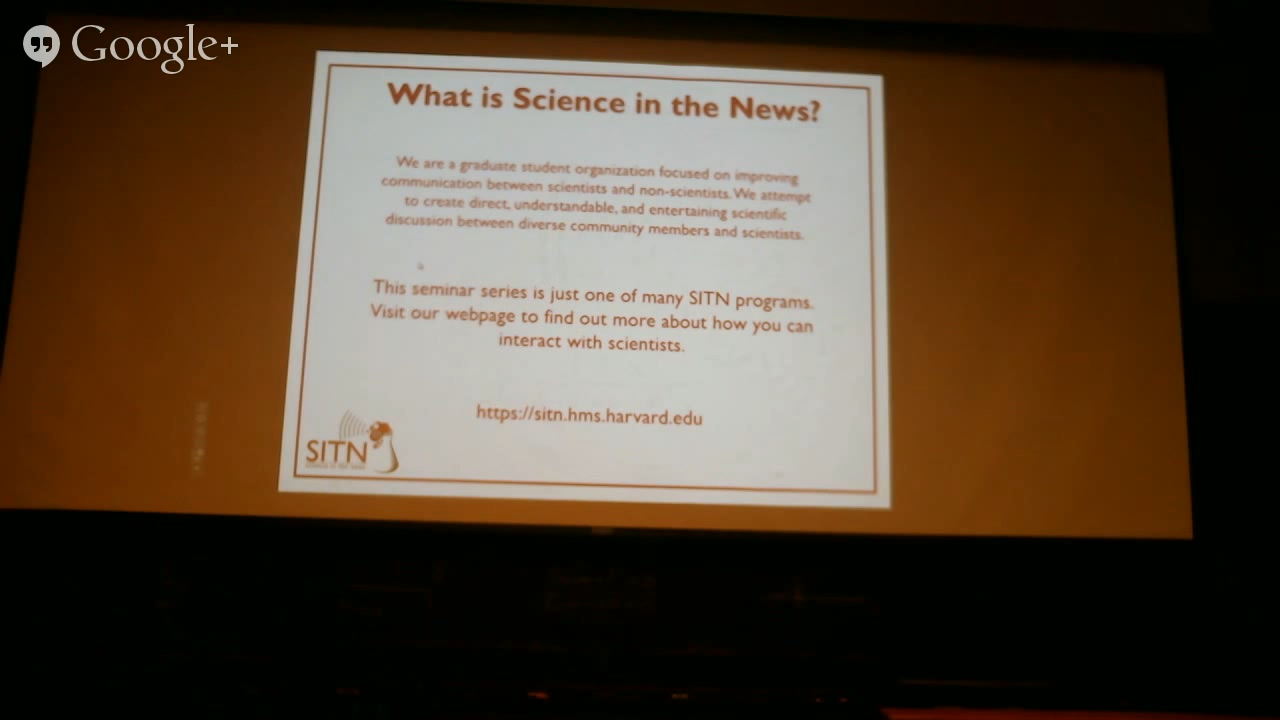 Google+
What is Science in the News?
We are a graduate student organization focused on improving
communication between scientists and non-scientists. We attempt
to create direct, understandable, and entertaining scientific
discussion between diverse community members and scientists.
This seminar series is just one of many SITN programs.
Visit our webpage to find out more about how you can
interact with scientists.
https://sitn.hms.harvard.edu
SITN